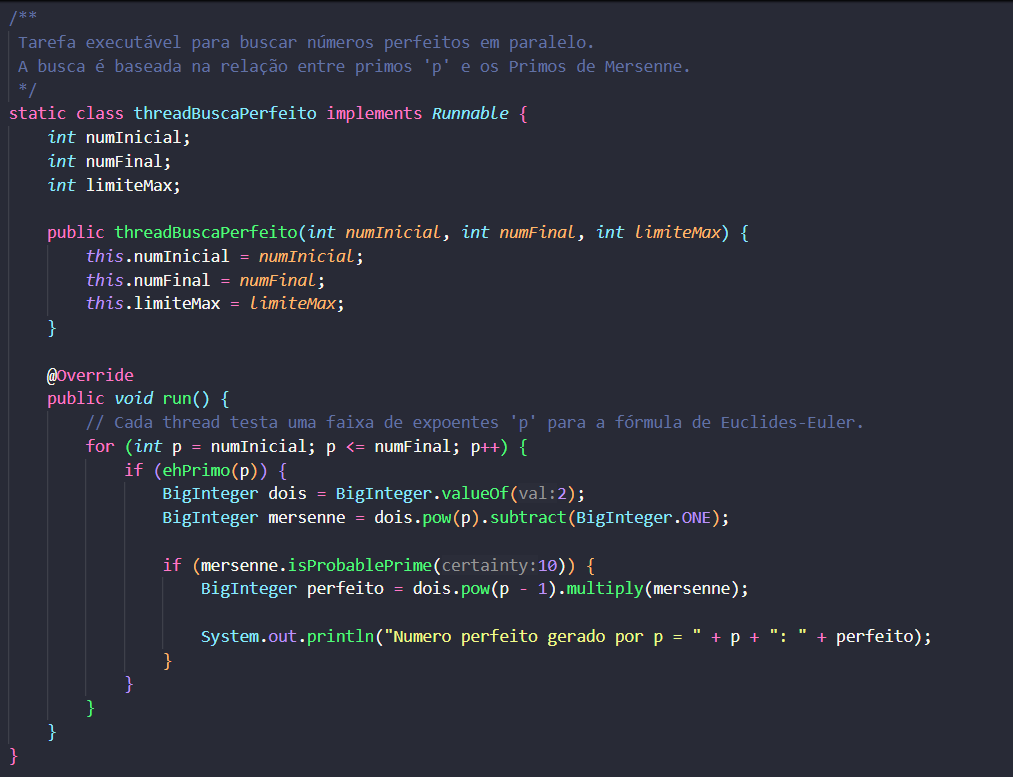 /**
 Tarefa executável para buscar números perfeitos em paralelo.
 A busca é baseada na relação entre primos 'p' e os Primos de Mersenne.
 */
static class threadBuscaPerfeito implements Runnable {
    int numInicial;
    int numFinal;
    int limiteMax;

    public threadBuscaPerfeito(int numInicial, int numFinal, int limiteMax) {
        this.numInicial = numInicial;
        this.numFinal = numFinal;
        this.limiteMax = limiteMax;
    }

    @Override
    public void run() {
        // Cada thread testa uma faixa de expoentes 'p' para a fórmula de Euclides-Euler.
        for (int p = numInicial; p <= numFinal; p++) {
            if (ehPrimo(p)) {
                BigInteger dois = BigInteger.valueOf(val:2);
                BigInteger mersenne = dois.pow(p).subtract(BigInteger.ONE);

                if (mersenne.isProbablePrime(certainty:10)) {
                    BigInteger perfeito = dois.pow(p - 1).multiply(mersenne);

                    System.out.println("Numero perfeito gerado por p = " + p + ": " + perfeito);
                }
            }
        }
    }
}